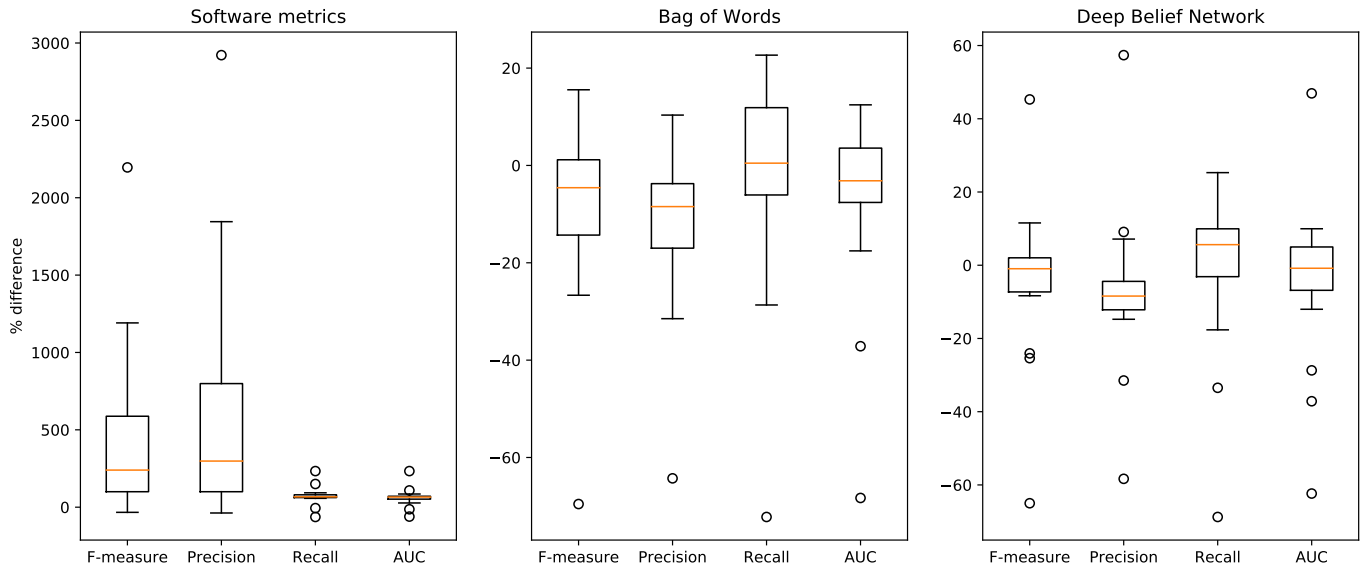 Software metrics
% difference
3000
2500
2000
1500
1000
500
0
F-measure Precision Recall AUC
Bag of Words
20
0
−20
−40
−60
F-measure Precision Recall AUC
Deep Belief Network
60
40
20
0
−20
−40
−60
F-measure Precision Recall AUC